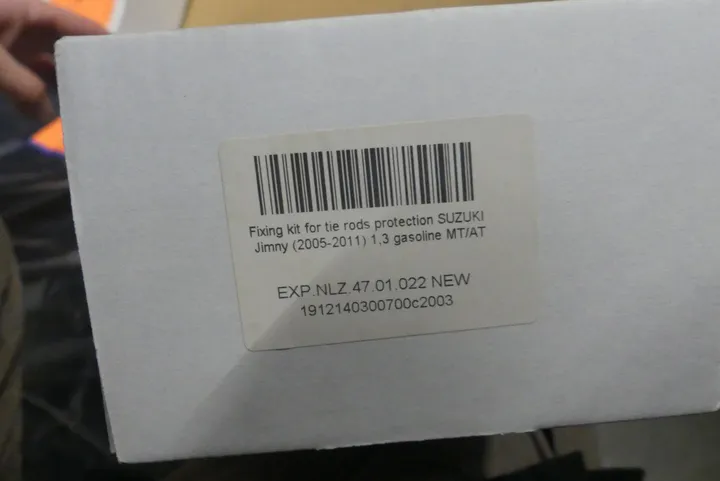 Fixing kit for tie rods protection SUZUKI
Jimny (2005-2011) 1,3 gasoline MT/AT
EXP.NLZ.47.01.022 NEW
1912140300700c2003